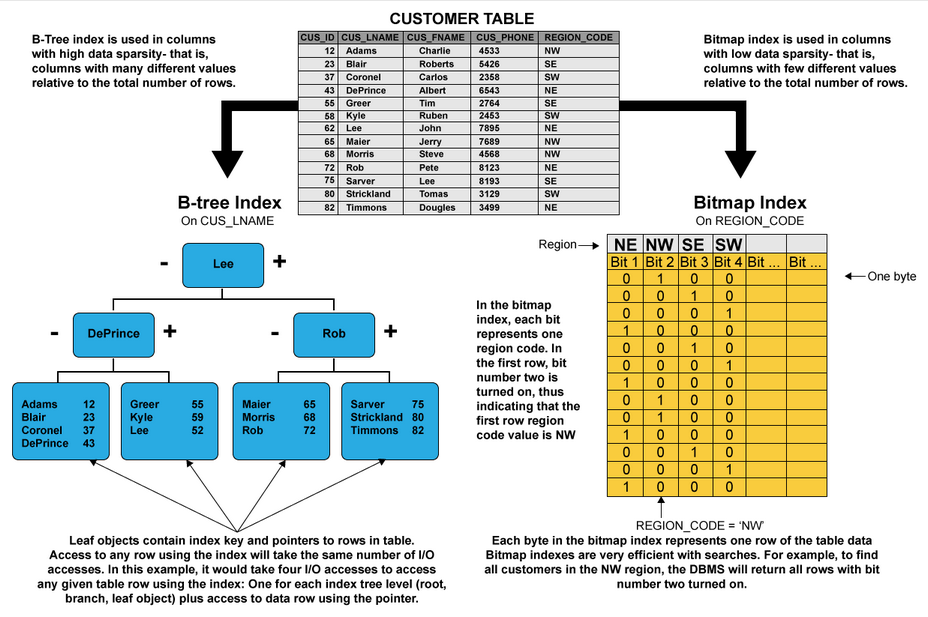 CUSTOMER TABLE
B-Tree index is used in columns
with high data sparsity- that is,
columns with many different values
relative to the total number of rows.
CUS_ID CUS_LNAME CUS_FNAME CUS_PHONE REGION_CODE
12 Adams Charlie 4533 NW
23 Blair Roberts 5426 SE
37 Coronel Carlos 2358 SW
43 DePrince Albert 6543 NE
55 Greer Tim 2764 SE
58 Kyle Ruben 2453 SW
62 Lee John 7895 NE
65 Maier Jerry 7689 NW
68 Morris Steve 4568 NW
72 Rob Pete 8123 NE
75 Sarver Lee 8193 SE
80 Strickland Tomas 3129 SW
82 Timmons Dougles 3499 NE
Bitmap index is used in columns
with low data sparsity- that is,
columns with few different values
relative to the total number of rows.
B-tree Index
On CUS_LNAME
- Lee +
- DePrince +
- Rob +
Adams 12
Blair 23
Coronel 37
DePrince 43
Greer 55
Kyle 59
Lee 52
Maier 65
Morris 68
Rob 72
Sarver 75
Strickland 80
Timmons 82
Leaf objects contain index key and pointers to rows in table.
Access to any row using the index will take the same number of I/O
accesses. In this example, it would take four I/O accesses to access
any given table row using the index: One for each index tree level (root,
branch, leaf object) plus access to data row using the pointer.
Bitmap Index
On REGION_CODE
Region
NE NW SE SW
Bit 1 Bit 2 Bit 3 Bit 4 Bit ... Bit ...
One byte
0 1 0 0
0 0 1 0
0 0 0 1
1 0 0 0
0 0 1 0
0 0 0 1
1 0 0 0
0 1 0 0
0 1 0 0
1 0 0 0
0 0 1 0
0 0 0 1
1 0 0 0
In the bitmap
index, each bit
represents one
region code. In
the first row, bit
number two is
turned on, thus
indicating that the
first row region
code value is NW
REGION_CODE = ‘NW’
Each byte in the bitmap index represents one row of the table data
Bitmap indexes are very efficient with searches. For example, to find
all customers in the NW region, the DBMS will return all rows with bit
number two turned on.